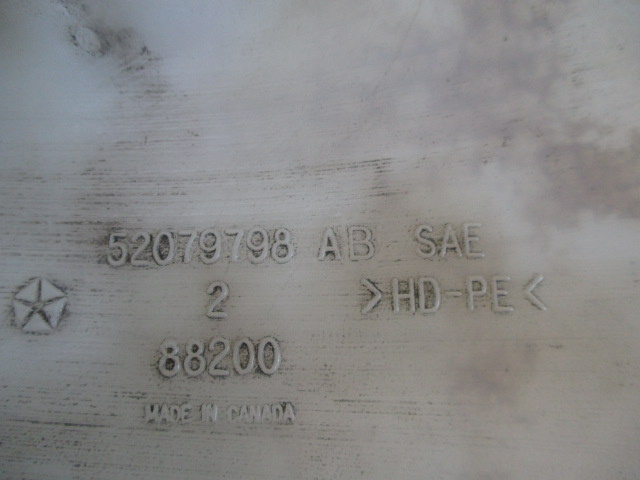 52079798 AB SAE
2 >HD-PE<
88200
MADE IN CANADA